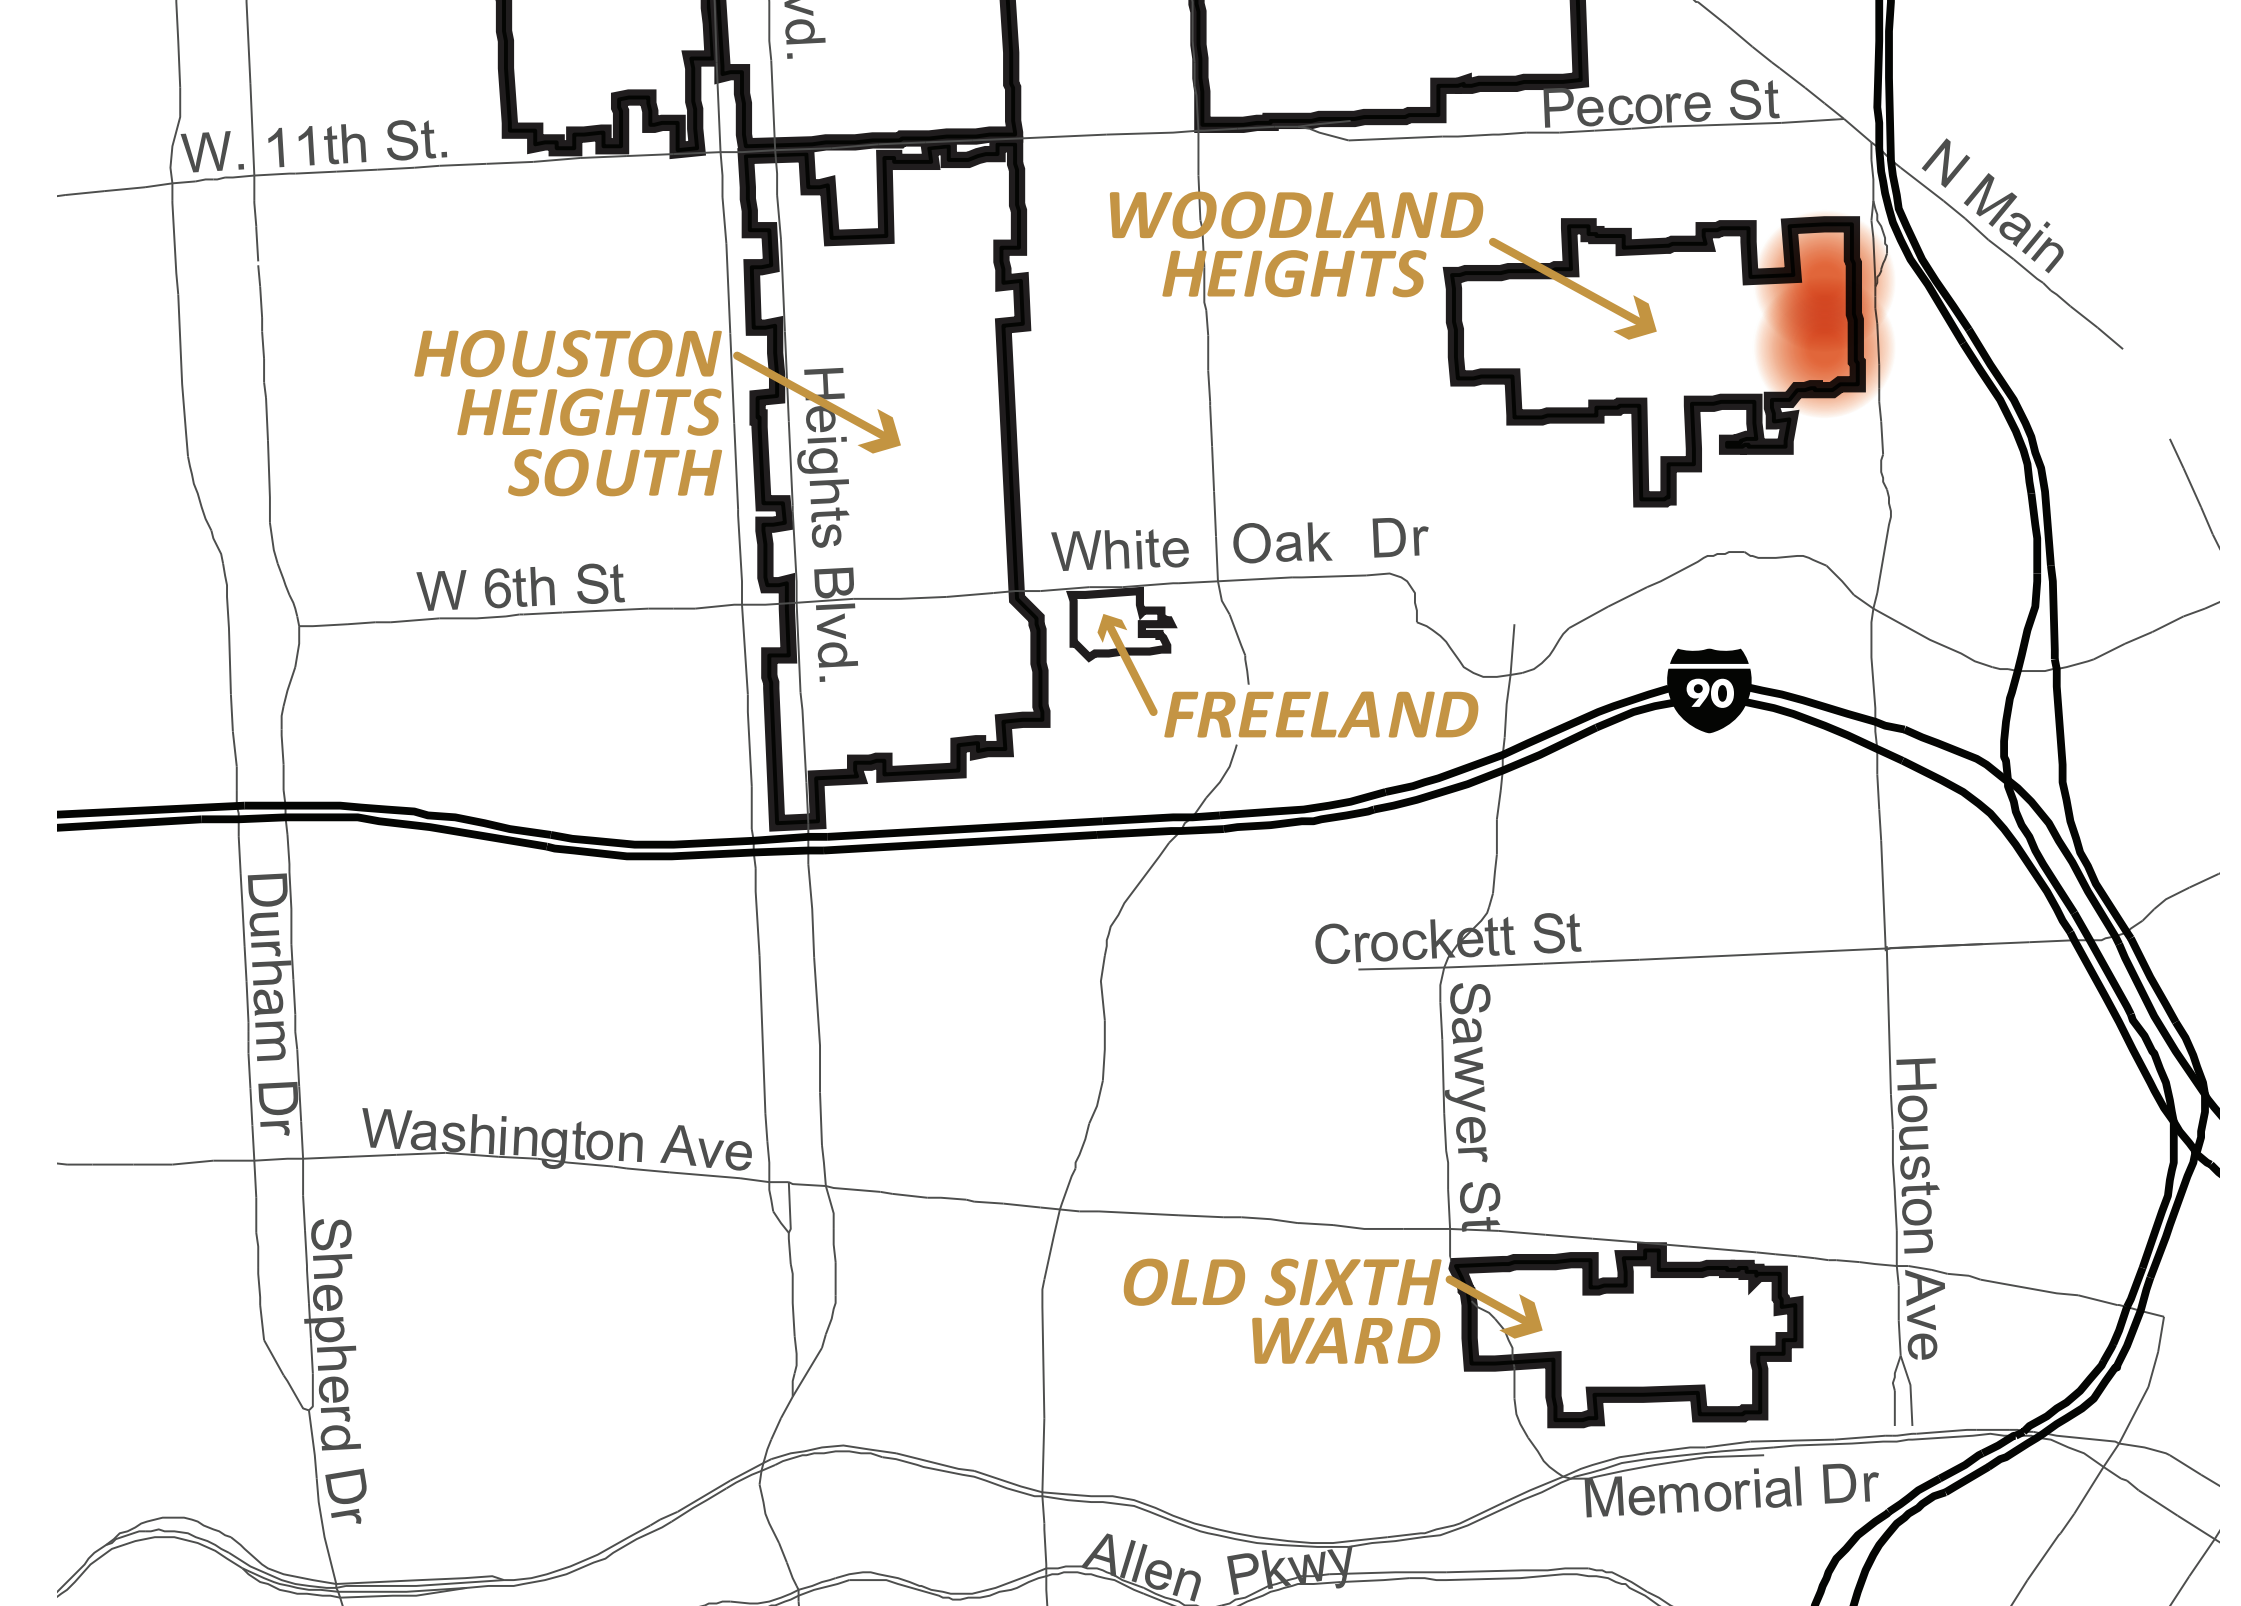 vd.
Pecore St
W. 11th St.
N Main
WOODLAND
HEIGHTS
HOUSTON
HEIGHTS
SOUTH
Heights Blvd.
White Oak Dr
W 6th St
90
FREELAND
Durham Dr
Crockett St
Sawyer St
Houston Ave
Washington Ave
Shepherd Dr
OLD SIXTH
WARD
Memorial Dr
Allen Pkwy